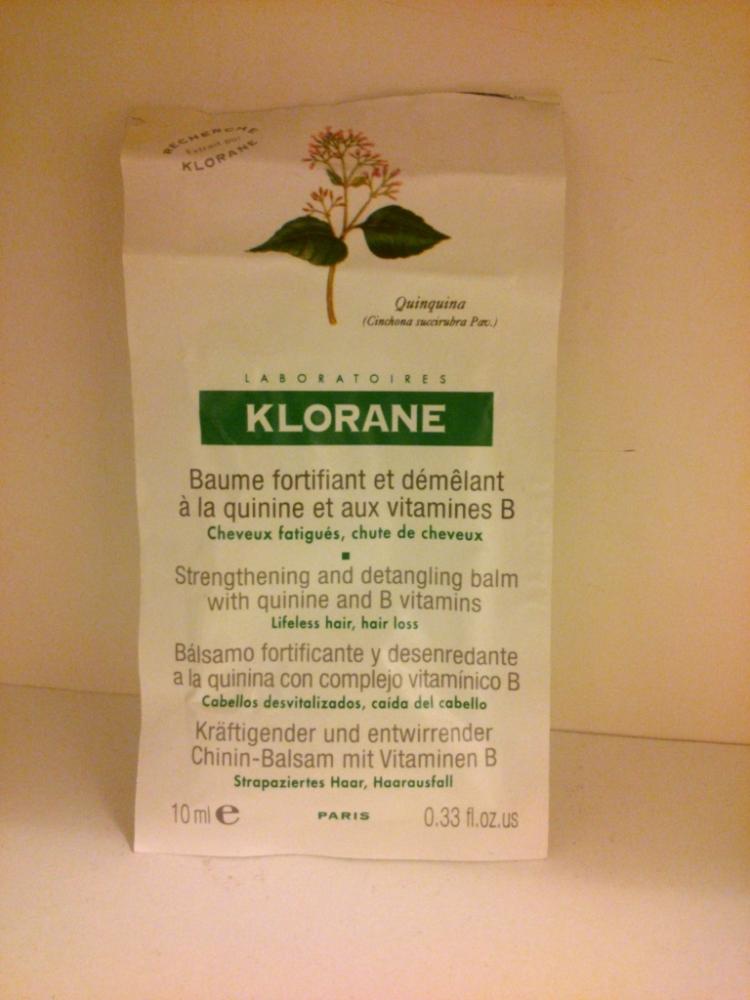 RECHERCHE
Extrait par
KLORANE
Quinquina
(Cinchona succirubra Pav.)
LABORATOIRES
KLORANE
Baume fortifiant et démêlant
à la quinine et aux vitamines B
Cheveux fatigués, chute de cheveux
Strengthening and detangling balm
with quinine and B vitamins
Lifeless hair, hair loss
Bálsamo fortificante y desenredante
a la quinina con complejo vitamínico B
Cabellos desvitalizados, caída del cabello
Kräftigender und entwirrender
Chinin-Balsam mit Vitaminen B
Strapaziertes Haar, Haarausfall
10 ml e PARIS 0.33 fl.oz.us